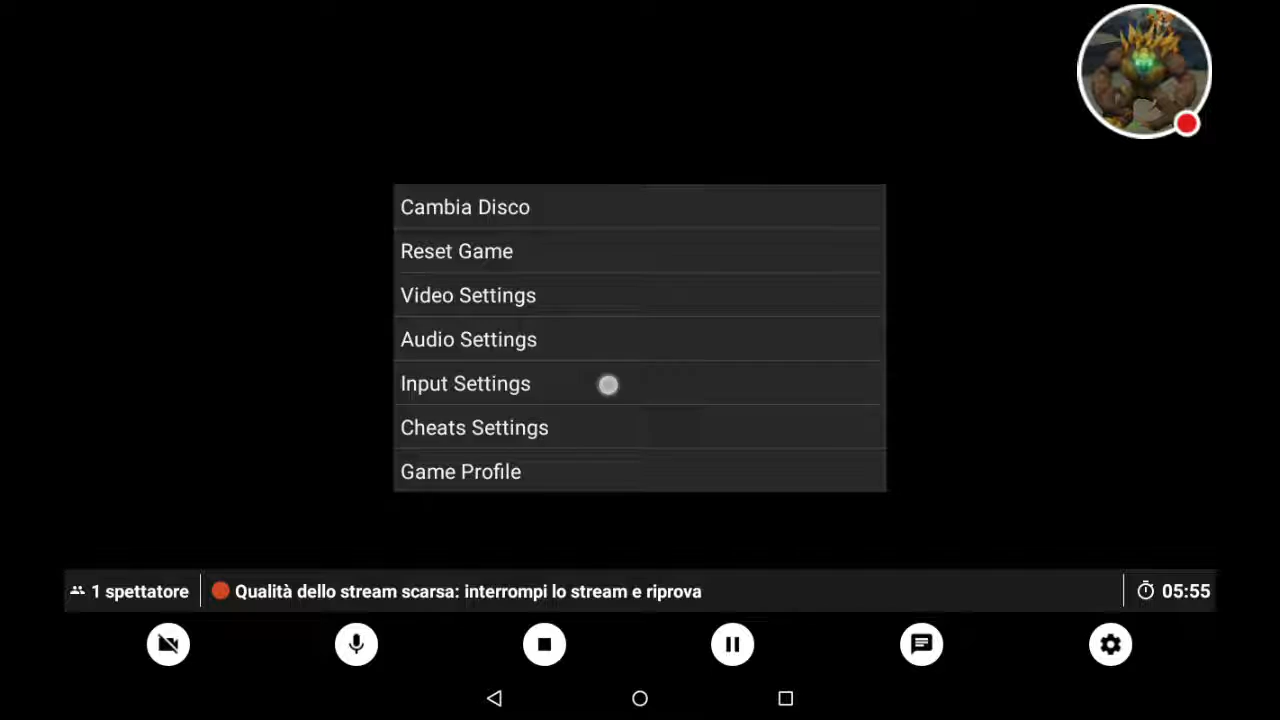 Cambia Disco
Reset Game
Video Settings
Audio Settings
Input Settings
Cheats Settings
Game Profile
1 spettatore
Qualità dello stream scarsa: interrompi lo stream e riprova
05:55